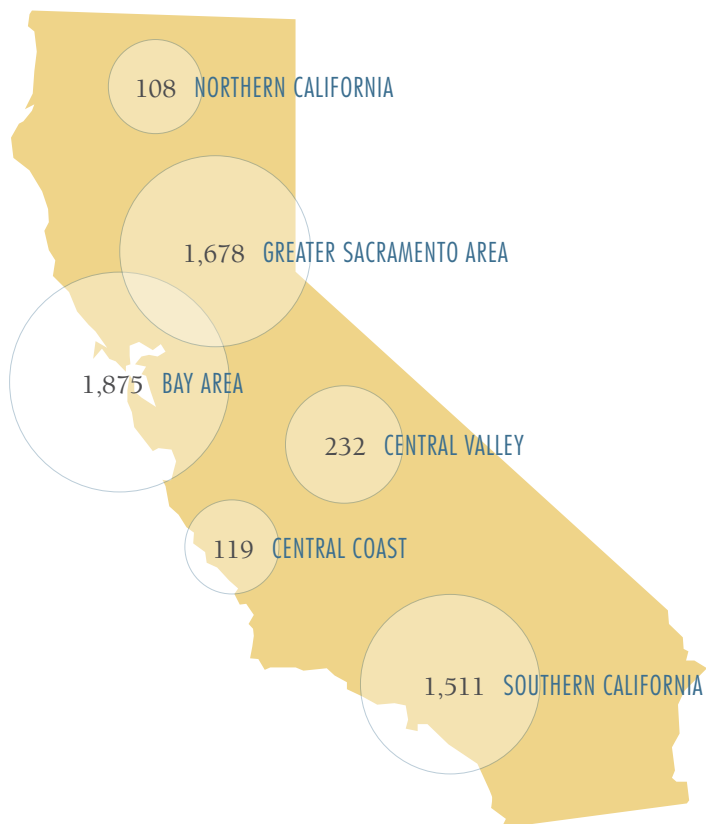 108 NORTHERN CALIFORNIA
1,678 GREATER SACRAMENTO AREA
1,875 BAY AREA
232 CENTRAL VALLEY
119 CENTRAL COAST
1,511 SOUTHERN CALIFORNIA